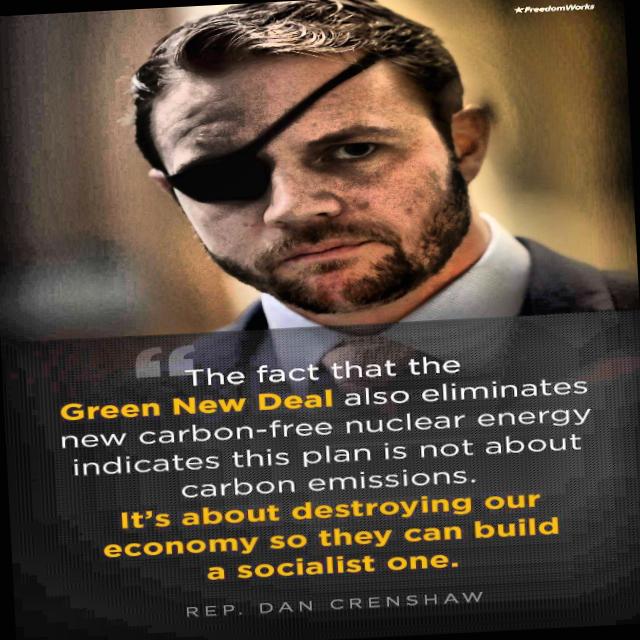 ★FreedomWorks
“The fact that the
Green New Deal also eliminates
new carbon-free nuclear energy
indicates this plan is not about
carbon emissions.
It’s about destroying our
economy so they can build
a socialist one.
REP. DAN CRENSHAW